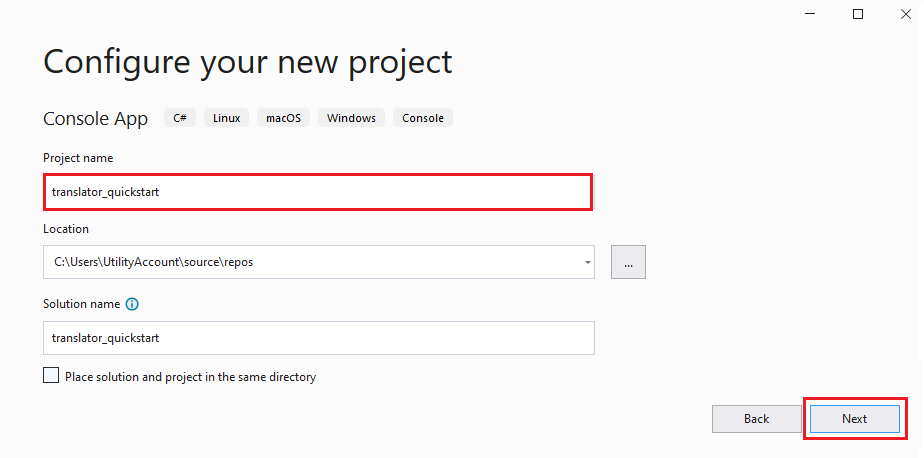 Configure your new project
Console App C# Linux macOS Windows Console
Project name
translator_quickstart
Location
C:\Users\UtilityAccount\source\repos ...
Solution name
translator_quickstart
Place solution and project in the same directory
Back Next